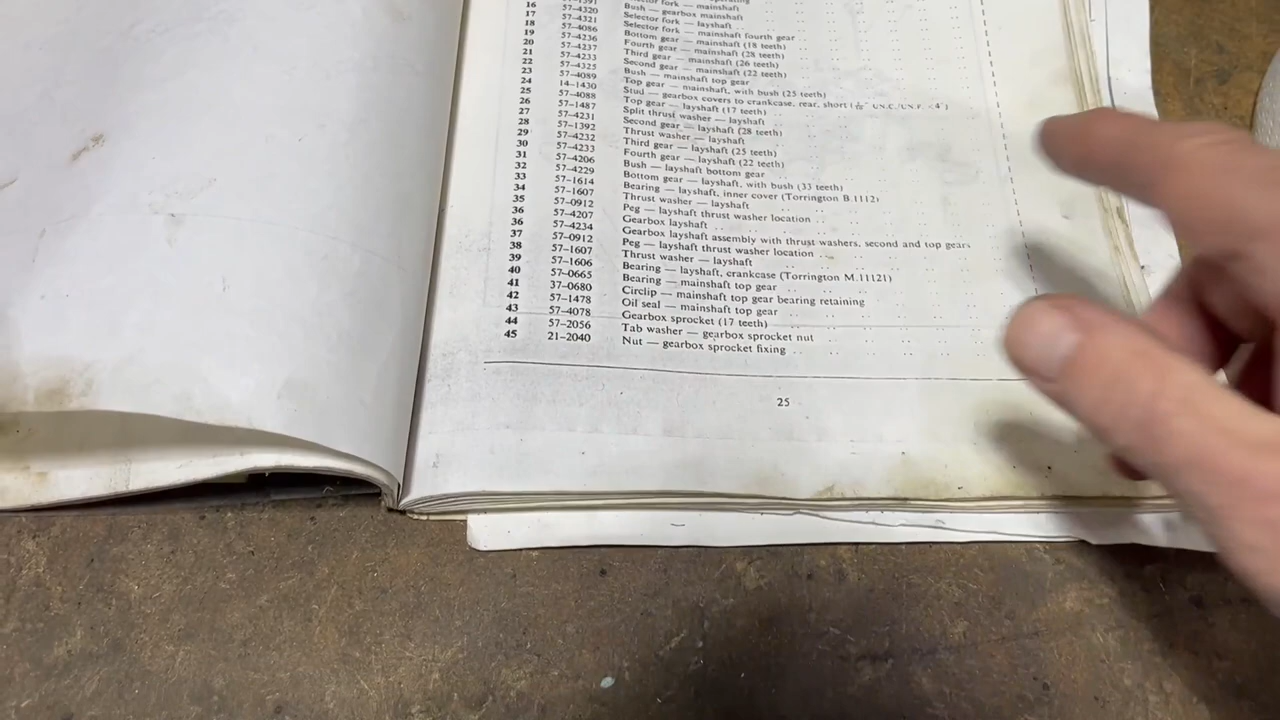 fork — mainshaft
16 57–4320 Bush — gearbox mainshaft
17 57–4321 Selector fork — layshaft
18 57–4086 Bottom gear — mainshaft fourth gear
19 57–4236 Bottom gear — mainshaft (18 teeth)
20 57–4237 Fourth gear — mainshaft (28 teeth)
21 57–4233 Third gear — mainshaft (26 teeth)
22 57–4325 Second gear — mainshaft (22 teeth)
23 57–4089 Bush — mainshaft top gear
24 14–1430 Top gear — mainshaft, with bush (23 teeth)
25 57–4088 Stud — gearbox covers to crankcase, rear, short U.N.C./U.N.F.
26 57–1487 Top gear — layshaft (17 teeth)
27 57–4231 Split thrust washer — layshaft
28 57–1392 Second gear — layshaft (28 teeth)
29 57–4232 Thrust washer — layshaft
30 57–4233 Third gear — layshaft (25 teeth)
31 57–4206 Fourth gear — layshaft (22 teeth)
32 57–4229 Bush — layshaft bottom gear
33 57–1614 Bottom gear — layshaft, with bush (33 teeth)
34 57–1607 Bearing — layshaft, inner cover (Torrington B.1112)
35 57–0912 Thrust washer — layshaft
36 57–4207 Peg — layshaft thrust washer location
36 57–4234 Gearbox layshaft
37 57–0912 Gearbox layshaft assembly with thrust washers, second and top gears
38 57–1607 Peg — layshaft thrust washer location
39 57–1606 Thrust washer — layshaft
40 57–0665 Bearing — layshaft, crankcase (Torrington M.11121)
41 37–0680 Bearing — mainshaft top gear
42 57–1478 Circlip — mainshaft top gear bearing retaining
43 57–4078 Oil seal — mainshaft top gear
44 57–2056 Gearbox sprocket (17 teeth)
45 21–2040 Tab washer — gearbox sprocket nut
Nut — gearbox sprocket fixing
25